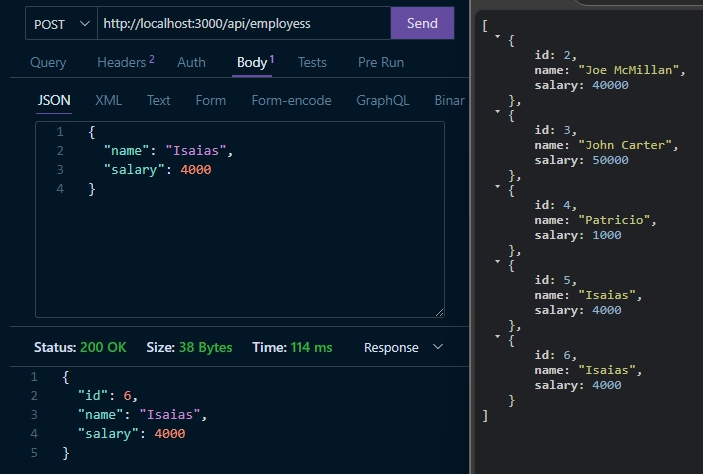 POST http://localhost:3000/api/employess Send
Query Headers 2 Auth Body 1 Tests Pre Run
JSON XML Text Form Form-encode GraphQL Binar
1 {
2 "name": "Isaias",
3 "salary": 4000
4 }
Status: 200 OK Size: 38 Bytes Time: 114 ms Response
1 {
2 "id": 6,
3 "name": "Isaias",
4 "salary": 4000
5 }
[
{
id: 2,
name: "Joe McMillan",
salary: 40000
},
{
id: 3,
name: "John Carter",
salary: 50000
},
{
id: 4,
name: "Patricio",
salary: 1000
},
{
id: 5,
name: "Isaias",
salary: 4000
},
{
id: 6,
name: "Isaias",
salary: 4000
}
]